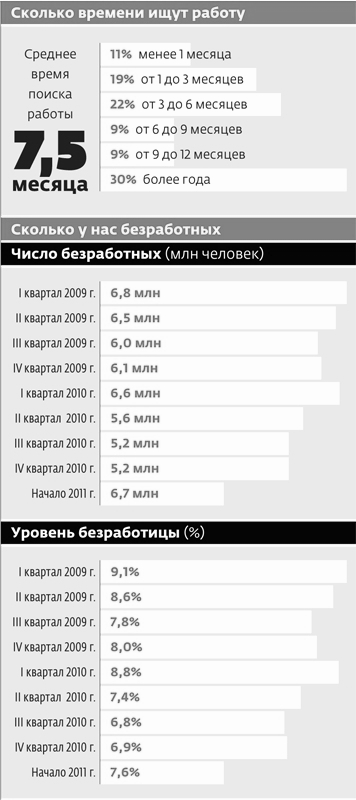 Сколько времени ищут работу
Среднее
время
поиска
работы
7,5
месяца
11% менее 1 месяца
19% от 1 до 3 месяцев
22% от 3 до 6 месяцев
9% от 6 до 9 месяцев
9% от 9 до 12 месяцев
30% более года
Сколько у нас безработных
Число безработных (млн человек)
I квартал 2009 г. 6,8 млн
II квартал 2009 г. 6,5 млн
III квартал 2009 г. 6,0 млн
IV квартал 2009 г. 6,1 млн
I квартал 2010 г. 6,6 млн
II квартал 2010 г. 5,6 млн
III квартал 2010 г. 5,2 млн
IV квартал 2010 г. 5,2 млн
Начало 2011 г. 6,7 млн
Уровень безработицы (%)
I квартал 2009 г. 9,1%
II квартал 2009 г. 8,6%
III квартал 2009 г. 7,8%
IV квартал 2009 г. 8,0%
I квартал 2010 г. 8,8%
II квартал 2010 г. 7,4%
III квартал 2010 г. 6,8%
IV квартал 2010 г. 6,9%
Начало 2011 г. 7,6%